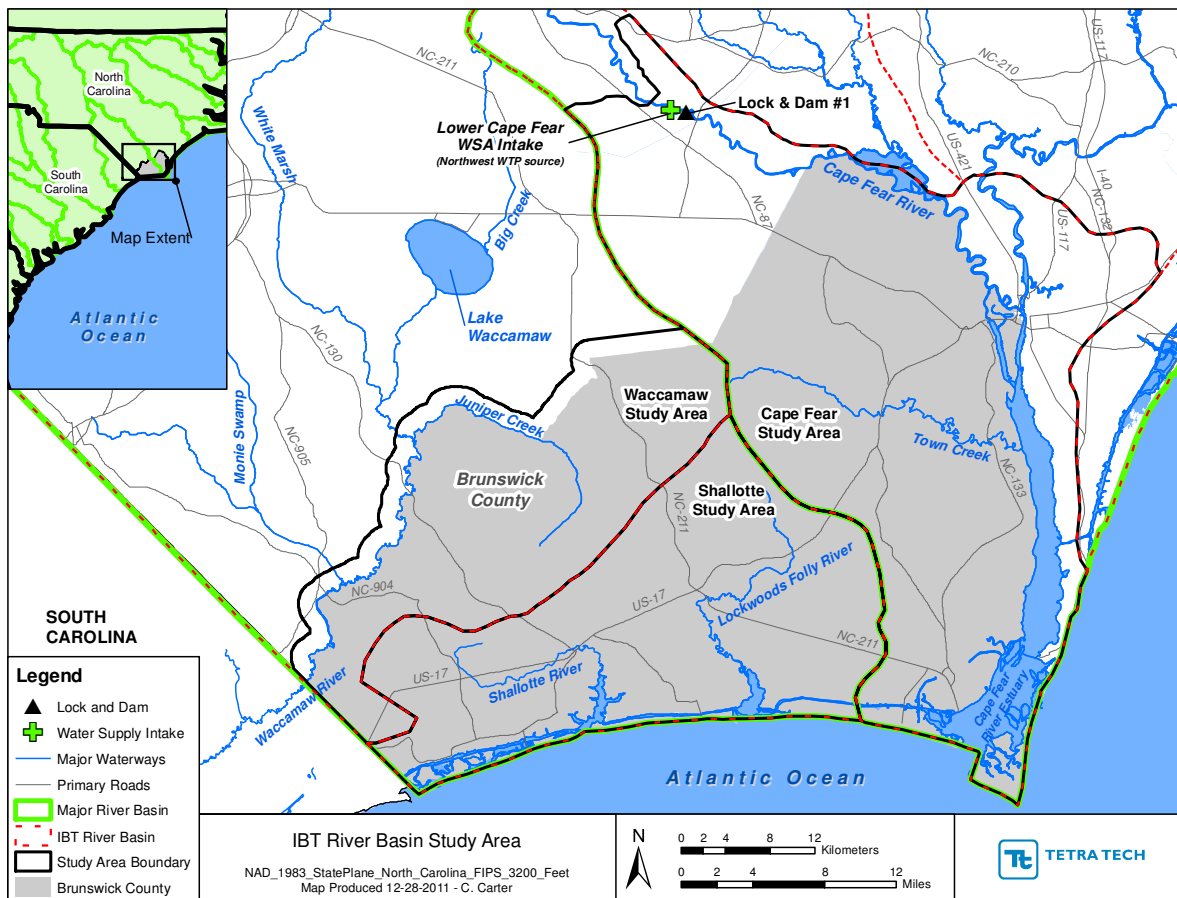 North
Carolina
South
Carolina
Map Extent
Atlantic
Ocean
NC-211
NC-210
US-117
Lock & Dam #1
Lower Cape Fear
WSA Intake
(Northwest WTP source)
White Marsh
Big Creek
US-421
I-40
NC-132
US-117
Cape Fear River
NC-87
Lake
Waccamaw
NC-130
Waccamaw
Study Area
Cape Fear
Study Area
Juniper Creek
Town Creek
Monie Swamp
NC-905
Brunswick
County
NC-133
Shallotte
Study Area
NC-211
Lockwoods Folly River
NC-904
US-17
NC-211
SOUTH
CAROLINA
Waccamaw River
US-17
Shallotte River
Cape Fear
River Estuary
Atlantic Ocean
Legend
Lock and Dam
Water Supply Intake
Major Waterways
Primary Roads
Major River Basin
IBT River Basin
Study Area Boundary
Brunswick County
IBT River Basin Study Area
NAD_1983_StatePlane_North_Carolina_FIPS_3200_Feet
Map Produced 12-28-2011 - C. Carter
N
0 2 4 8 12
Kilometers
0 2 4 8 12
Miles
Tt TETRA TECH